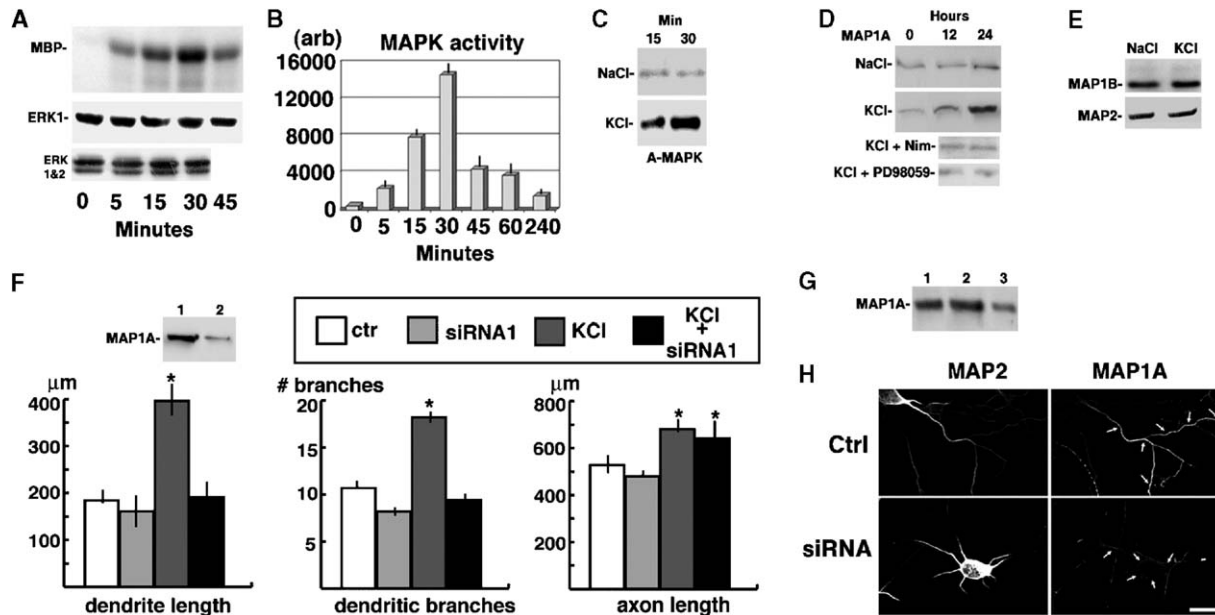 A
MBP-
ERK1-
ERK
1&2
0 5 15 30 45
Minutes
B
(arb) MAPK activity
16000
12000
8000
4000
0
0 5 15 30 45 60 240
Minutes
C
Min
15 30
NaCl-
KCl-
A-MAPK
D
Hours
MAP1A 0 12 24
NaCl-
KCl-
KCl + Nim-
KCl + PD98059-
E
NaCl KCl
MAP1B-
MAP2-
F
1 2
MAP1A-
ctr siRNA1 KCl KCl
+
siRNA1
μm
400
300
200
100
*
dendrite length
# branches
20
15
10
5
*
dendritic branches
μm
800
600
400
200
* *
axon length
G
1 2 3
MAP1A-
H
MAP2 MAP1A
Ctrl
siRNA